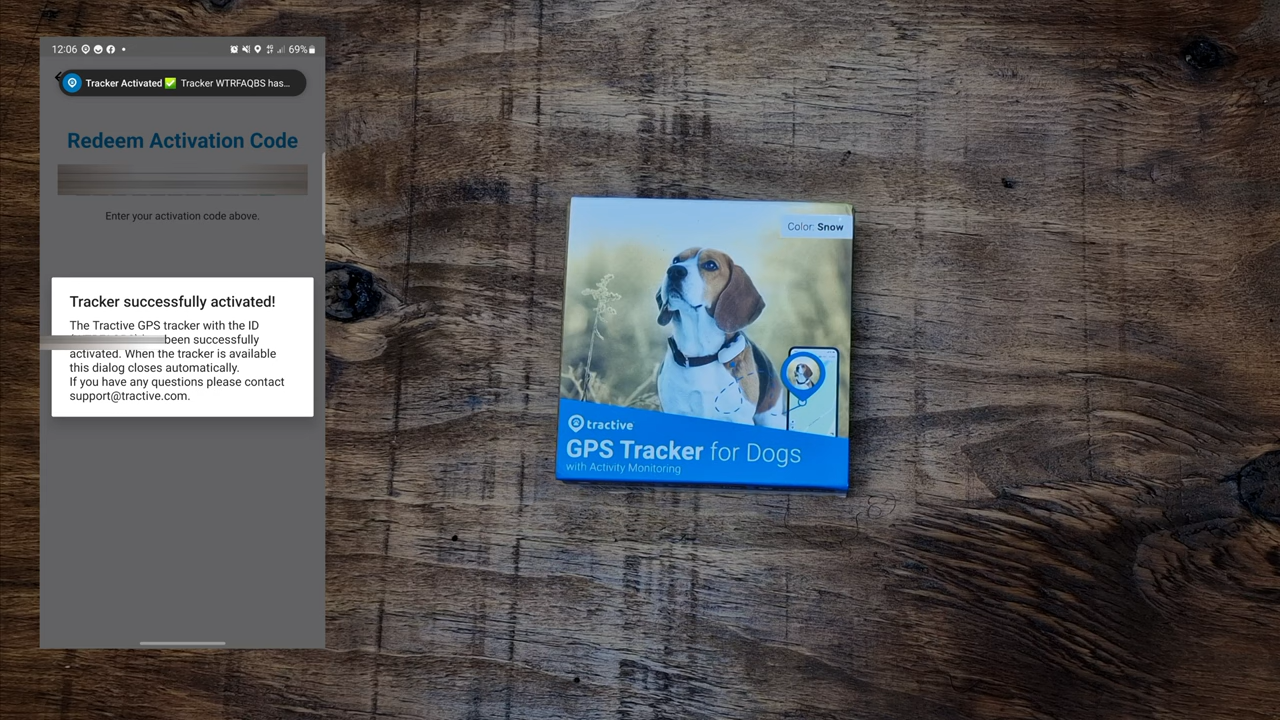 12:06
69%
Tracker Activated ✅ Tracker WTRFAQBS has...
Redeem Activation Code
Enter your activation code above.
Tracker successfully activated!
The Tractive GPS tracker with the ID
been successfully
activated. When the tracker is available
this dialog closes automatically.
If you have any questions please contact
support@tractive.com.
Color: Snow
tractive
GPS Tracker for Dogs
with Activity Monitoring